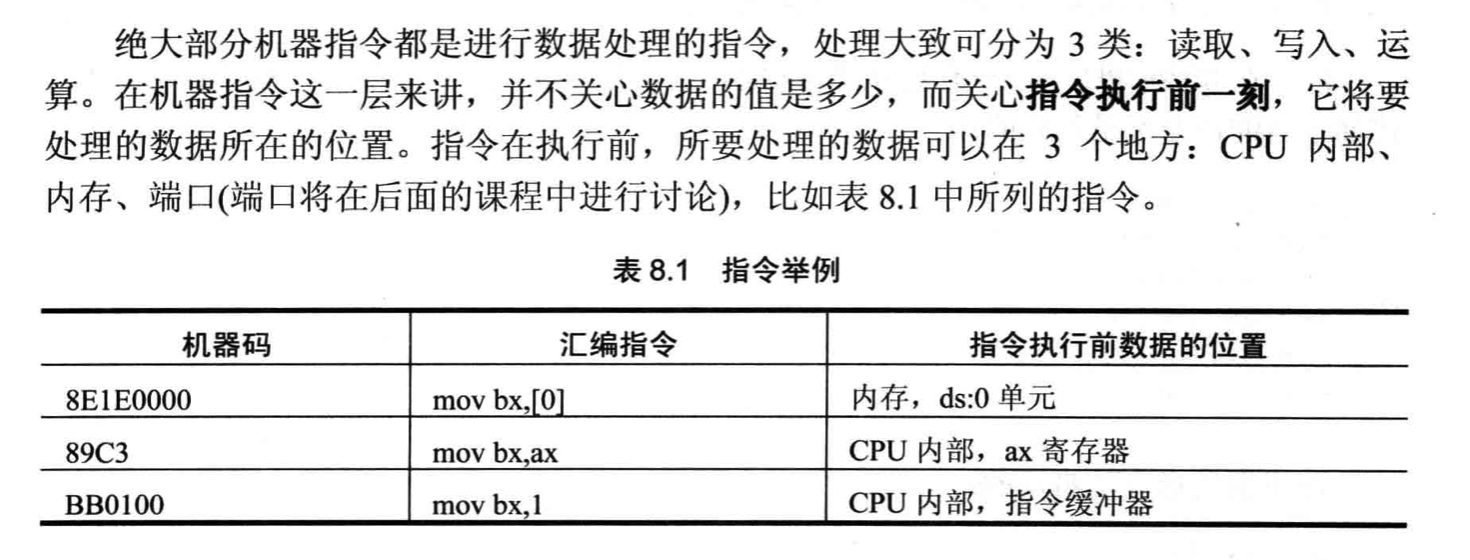 绝大部分机器指令都是进行数据处理的指令，处理大致可分为 3 类：读取、写入、运
算。在机器指令这一层来讲，并不关心数据的值是多少，而关心指令执行前一刻，它将要
处理的数据所在的位置。指令在执行前，所要处理的数据可以在 3 个地方：CPU 内部、
内存、端口(端口将在后面的课程中进行讨论)，比如表 8.1 中所列的指令。
表 8.1 指令举例
机器码 汇编指令 指令执行前数据的位置
8E1E0000 mov bx,[0] 内存，ds:0 单元
89C3 mov bx,ax CPU 内部，ax 寄存器
BB0100 mov bx,1 CPU 内部，指令缓冲器